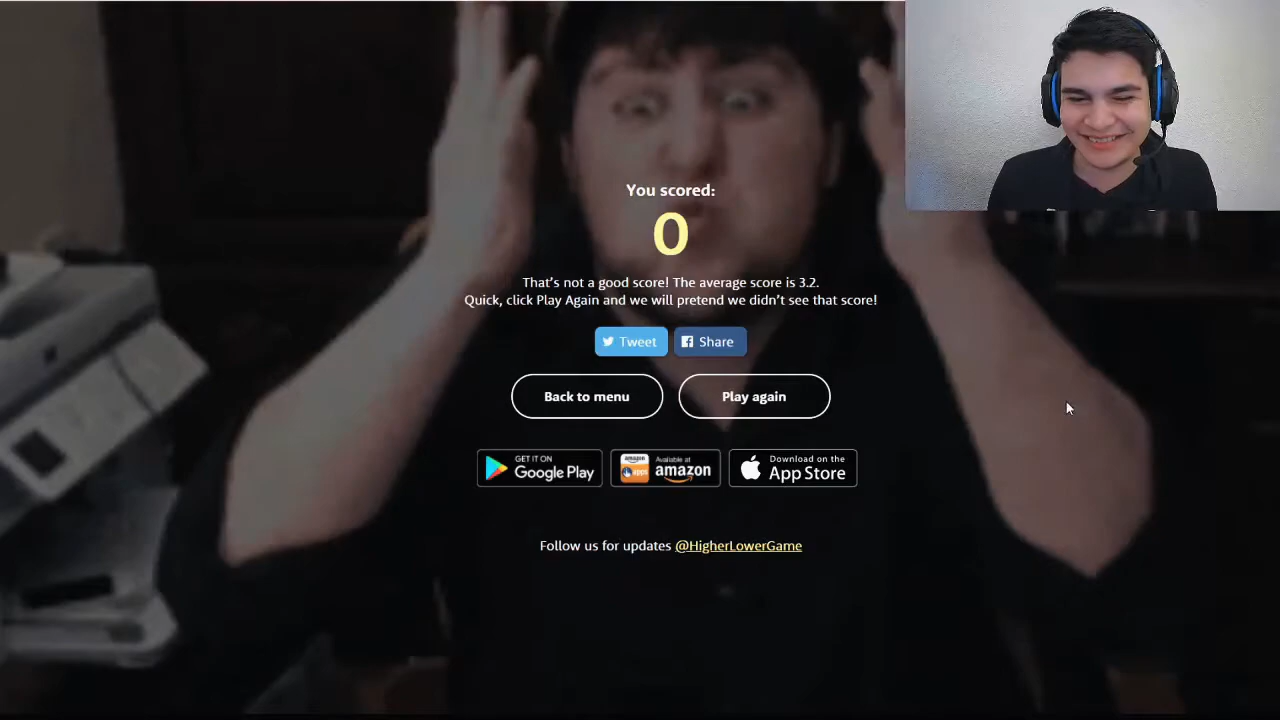 You scored:
0
That's not a good score! The average score is 3.2.
Quick, click Play Again and we will pretend we didn't see that score!
Tweet Share
Back to menu Play again
GET IT ON Google Play amazon apps Available at amazon Download on the App Store
Follow us for updates @HigherLowerGame